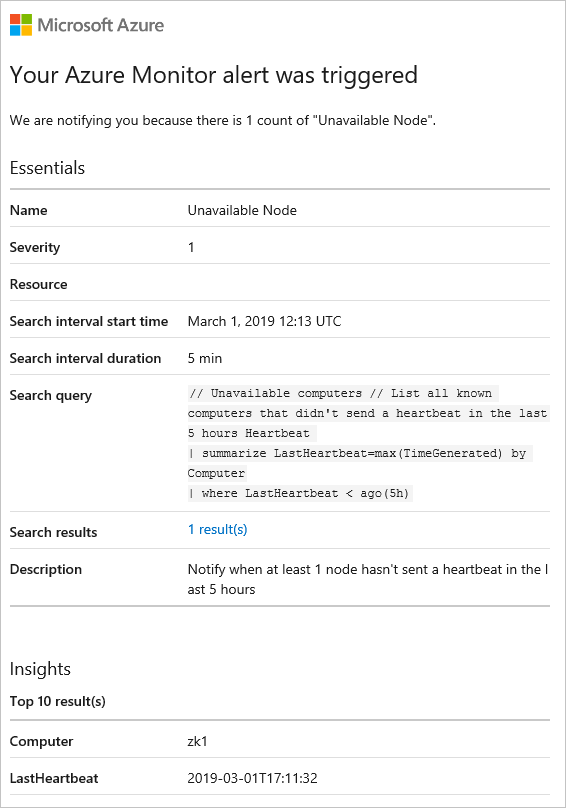 Microsoft Azure
Your Azure Monitor alert was triggered
We are notifying you because there is 1 count of "Unavailable Node".
Essentials
Name Unavailable Node
Severity 1
Resource
Search interval start time March 1, 2019 12:13 UTC
Search interval duration 5 min
Search query // Unavailable computers // List all known
computers that didn't send a heartbeat in the last
5 hours Heartbeat
| summarize LastHeartbeat=max(TimeGenerated) by
Computer
| where LastHeartbeat < ago(5h)
Search results 1 result(s)
Description Notify when at least 1 node hasn't sent a heartbeat in the l
ast 5 hours
Insights
Top 10 result(s)
Computer zk1
LastHeartbeat 2019-03-01T17:11:32